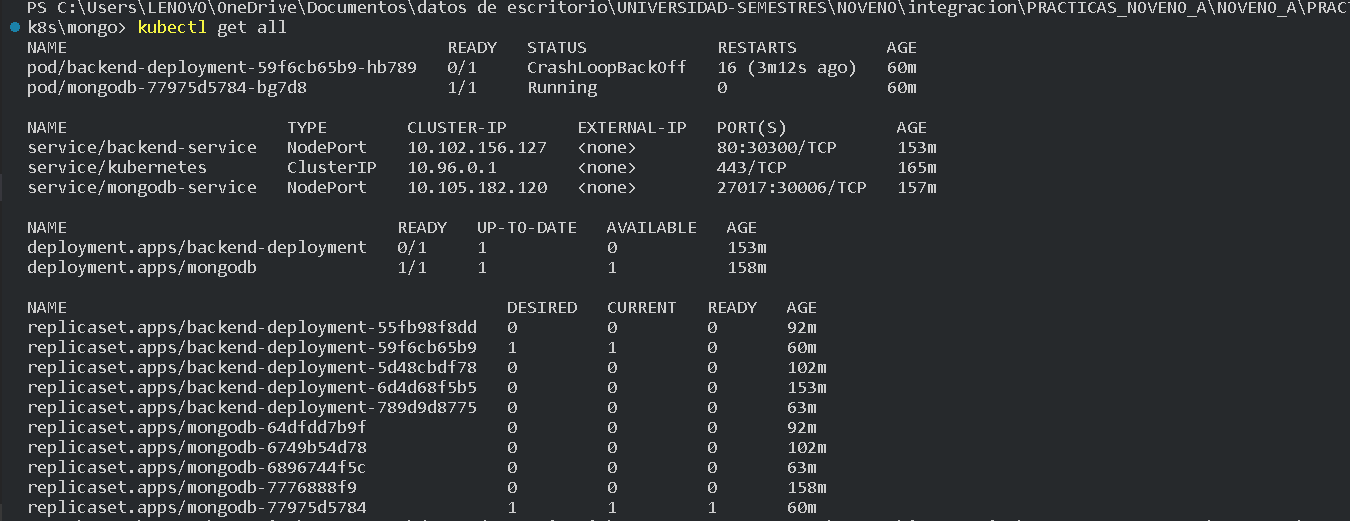 PS C:\Users\LENOVO\OneDrive\Documentos\datos de escritorio\UNIVERSIDAD-SEMESTRES\NOVENO\integracion\PRACTICAS_NOVENO_A\NOVENO_A\PRACT
k8s\mongo> kubectl get all
NAME READY STATUS RESTARTS AGE
pod/backend-deployment-59f6cb65b9-hb789 0/1 CrashLoopBackOff 16 (3m12s ago) 60m
pod/mongodb-77975d5784-bg7d8 1/1 Running 0 60m
NAME TYPE CLUSTER-IP EXTERNAL-IP PORT(S) AGE
service/backend-service NodePort 10.102.156.127 <none> 80:30300/TCP 153m
service/kubernetes ClusterIP 10.96.0.1 <none> 443/TCP 165m
service/mongodb-service NodePort 10.105.182.120 <none> 27017:30006/TCP 157m
NAME READY UP-TO-DATE AVAILABLE AGE
deployment.apps/backend-deployment 0/1 1 0 153m
deployment.apps/mongodb 1/1 1 1 158m
NAME DESIRED CURRENT READY AGE
replicaset.apps/backend-deployment-55fb98f8dd 0 0 0 92m
replicaset.apps/backend-deployment-59f6cb65b9 1 1 0 60m
replicaset.apps/backend-deployment-5d48cbdf78 0 0 0 102m
replicaset.apps/backend-deployment-6d4d68f5b5 0 0 0 153m
replicaset.apps/backend-deployment-789d9d8775 0 0 0 63m
replicaset.apps/mongodb-64dfdd7b9f 0 0 0 92m
replicaset.apps/mongodb-6749b54d78 0 0 0 102m
replicaset.apps/mongodb-6896744f5c 0 0 0 63m
replicaset.apps/mongodb-7776888f9 0 0 0 158m
replicaset.apps/mongodb-77975d5784 1 1 1 60m